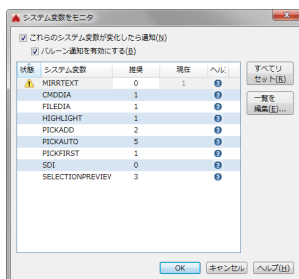 システム変数をモニタ
これらのシステム変数が変化したら通知(N)
バルーン通知を有効にする(B)
状態 システム変数 推奨 現在 ヘル:
MIRRTEXT 0 1
CMDDIA 1
FILEDIA 1
HIGHLIGHT 1
PICKADD 2
PICKAUTO 5
PICKFIRST 1
SDI 0
SELECTIONPREVIEV 3
すべてリセット(R)
一覧を
編集(E)...
OK キャンセル ヘルプ(H)